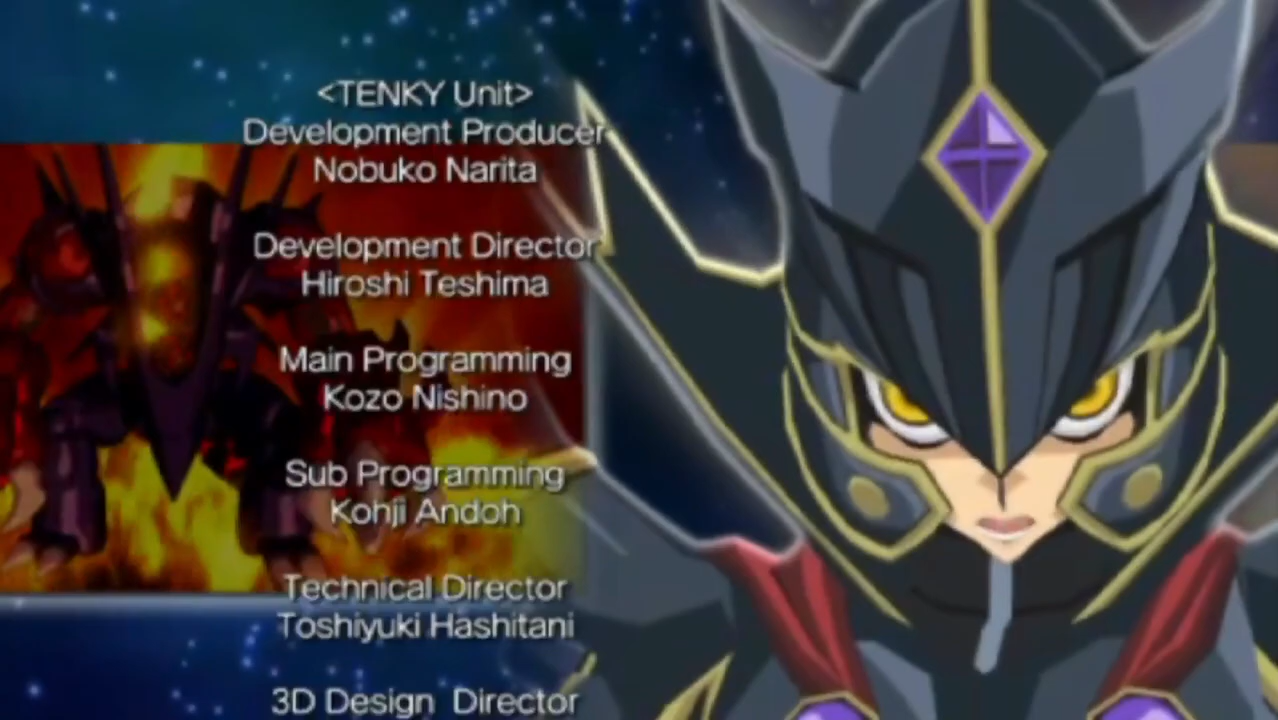 <TENKY Unit>
Development Producer
Nobuko Narita
Development Director
Hiroshi Teshima
Main Programming
Kozo Nishino
Sub Programming
Kohji Andoh
Technical Director
Toshiyuki Hashitani
3D Design Director